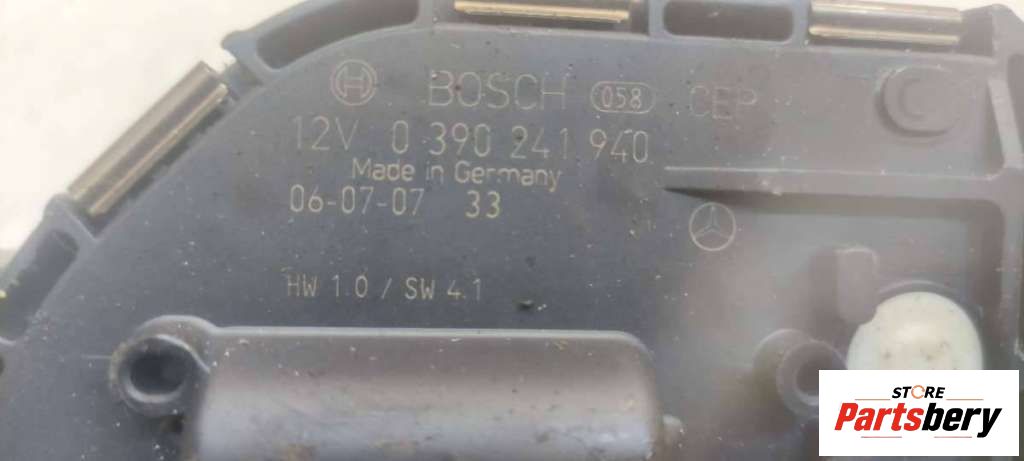 BOSCH 058 CEP
12V 0 390 241 940
Made in Germany
06-07-07 33
HW 1.0 / SW 4.1
STORE
Partsbery